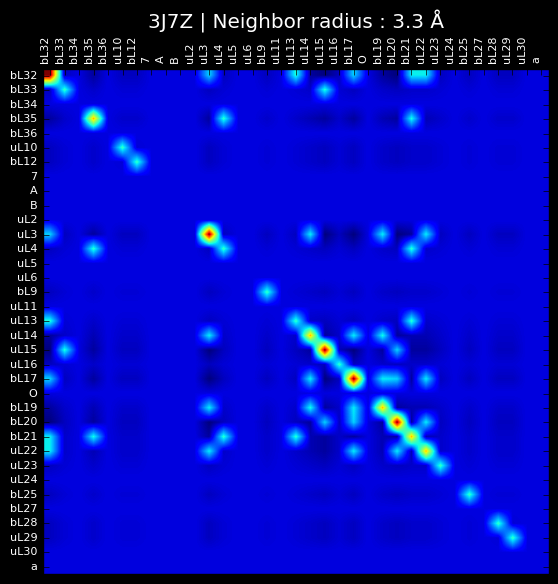 3J7Z | Neighbor radius : 3.3 Å
bL32
bL33
bL34
bL35
bL36
uL10
bL12
7
A
B
uL2
uL3
uL4
uL5
uL6
bL9
uL11
uL13
uL14
uL15
uL16
bL17
O
bL19
bL20
bL21
uL22
uL23
uL24
bL25
bL27
bL28
uL29
uL30
a
bL32
bL33
bL34
bL35
bL36
uL10
bL12
7
A
B
uL2
uL3
uL4
uL5
uL6
bL9
uL11
uL13
uL14
uL15
uL16
bL17
O
bL19
bL20
bL21
uL22
uL23
uL24
bL25
bL27
bL28
uL29
uL30
a